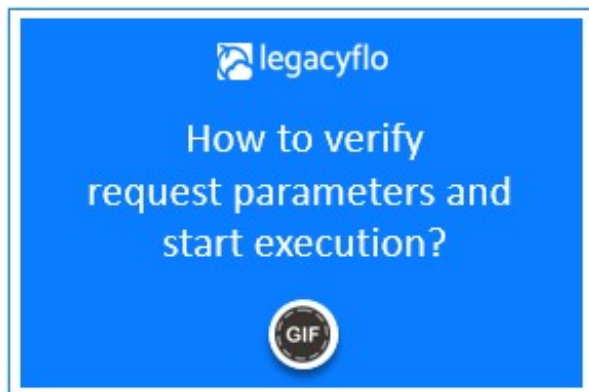 legacyflo
How to verify
request parameters and
start execution?
GIF